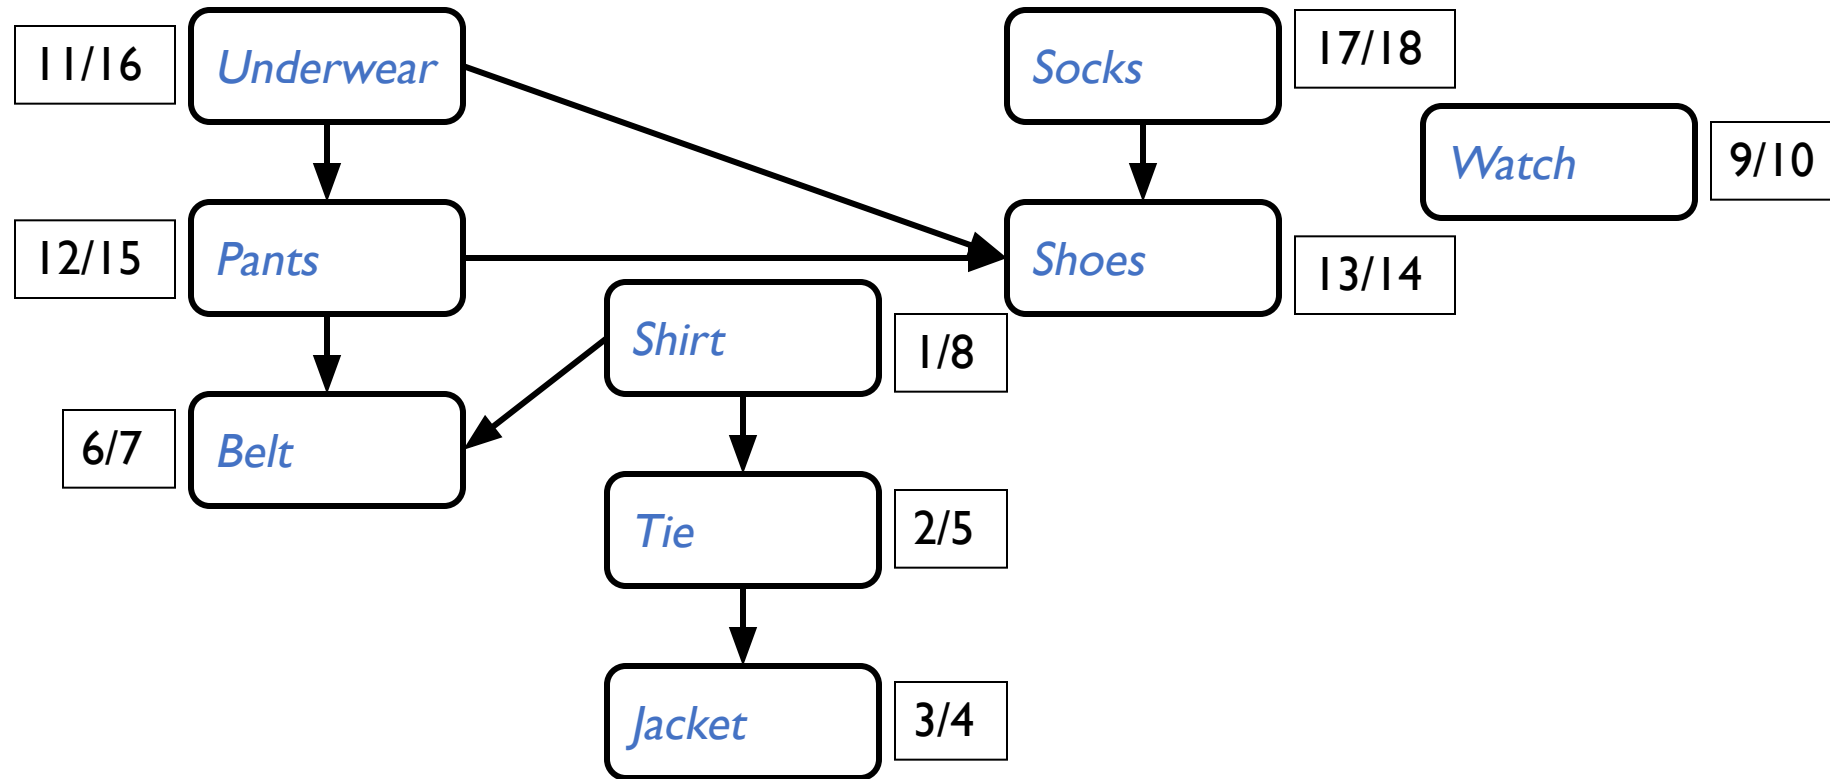 11/16
Underwear
Socks
17/18
Watch
9/10
12/15
Pants
Shoes
13/14
Shirt
1/8
6/7
Belt
Tie
2/5
Jacket
3/4